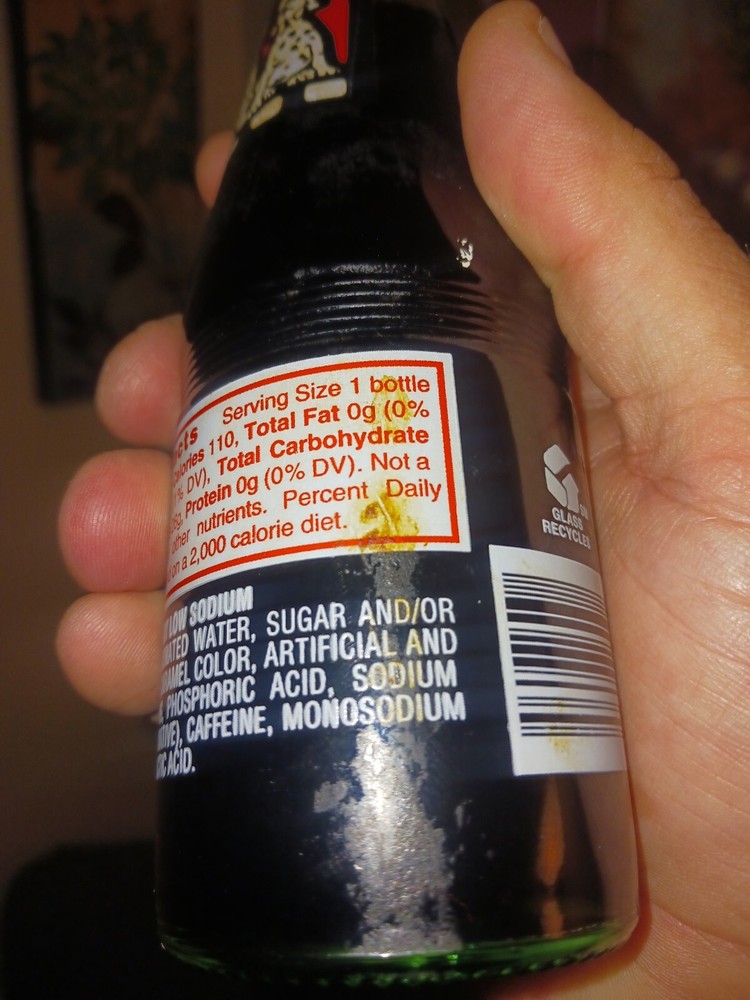 Serving Size 1 bottle
110, Total Fat 0g (0%
DV), Total Carbohydrate
Protein 0g (0% DV). Not a
other nutrients. Percent Daily
on a 2,000 calorie diet.
LOW SODIUM
WATER, SUGAR AND/OR
COLOR, ARTIFICIAL AND
PHOSPHORIC ACID, SODIUM
CAFFEINE, MONOSODIUM
ACID.
GLASS
RECYCLES